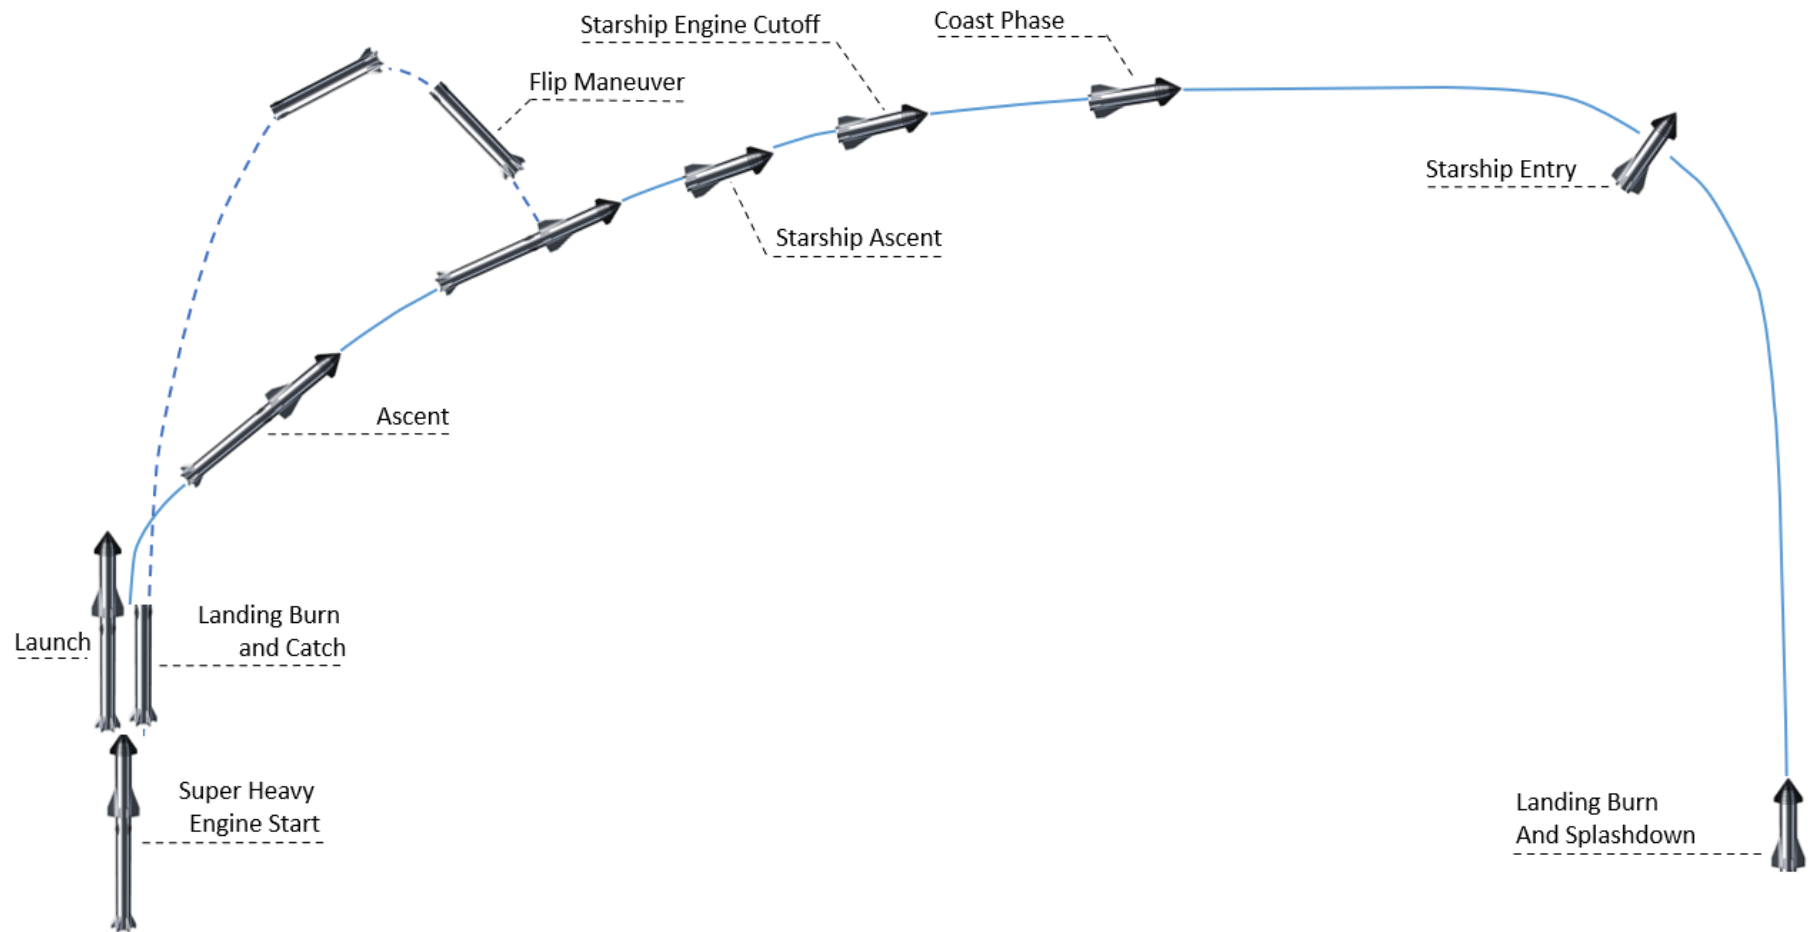 Starship Engine Cutoff
Coast Phase
Flip Maneuver
Starship Entry
Starship Ascent
Ascent
Launch
Landing Burn
and Catch
Super Heavy
Engine Start
Landing Burn
And Splashdown